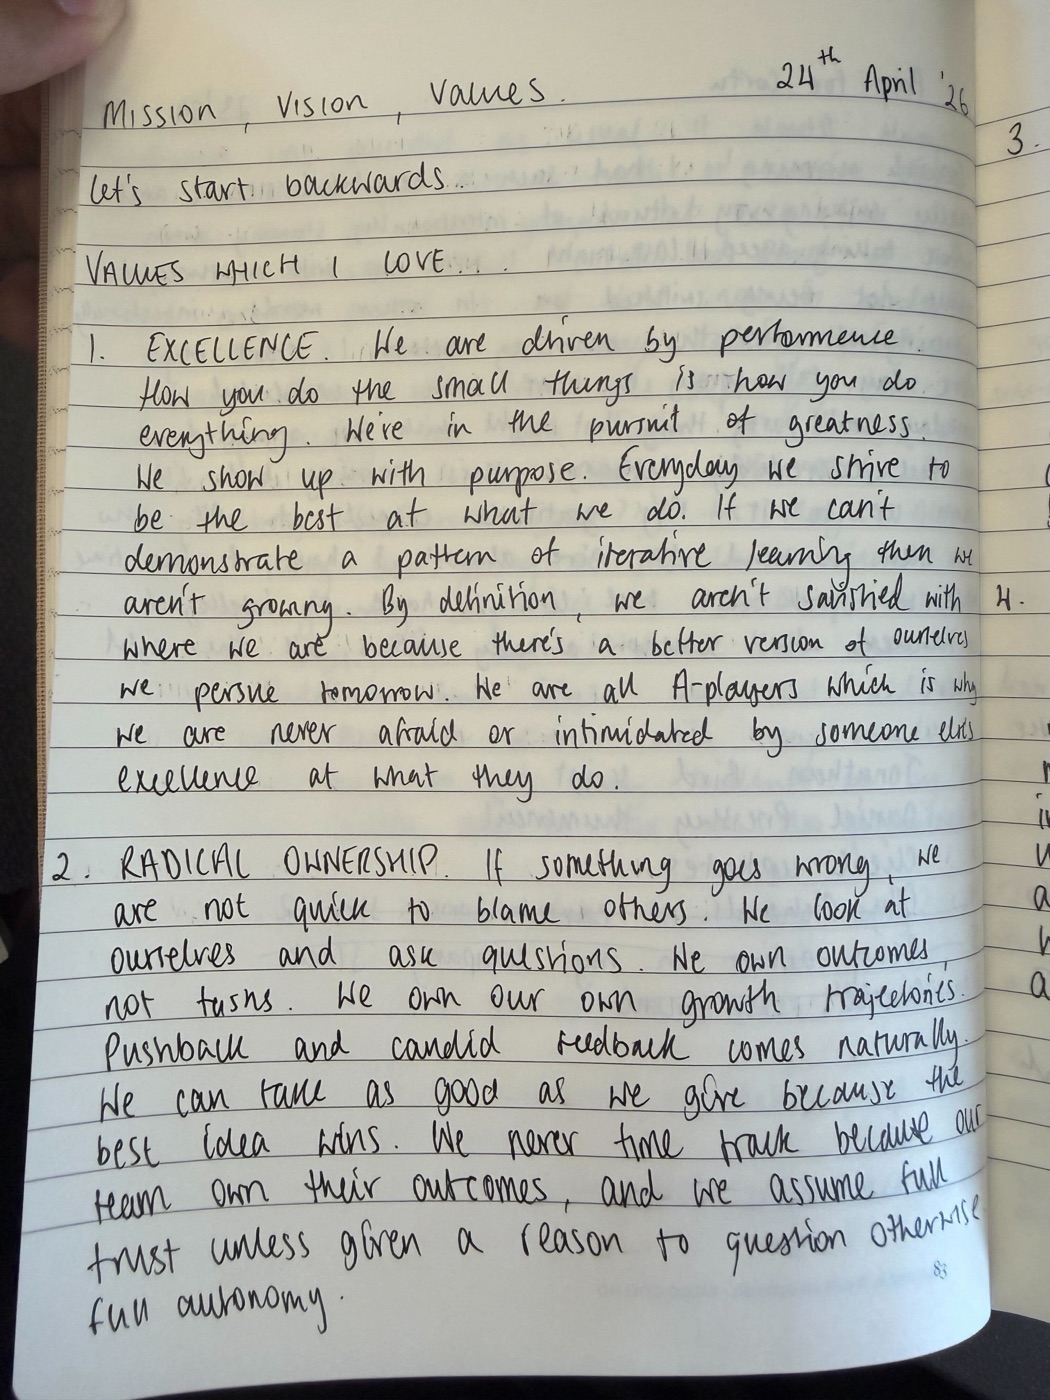 24th April '26
Mission, Vision, Values.
Let's start backwards..
VALUES WHICH I LOVE....
1. EXCELLENCE. We are driven by performence.
How you do the small things is how you do
everything. We're in the pursuit of greatness.
We show up with purpose. Everyday we strive to
be the best at what we do. If we can't
demonstrate a pattern of iterative learning then we
aren't growing. By definition, we aren't satisfied with
where we are because there's a better version of ourselves
we persue tomorrow. We are all A-players which is why
we are never afraid or intimidated by someone elses
excellence at what they do.
2. RADICAL OWNERSHIP. If something goes wrong, we
are not quick to blame others. We look at
ourselves and ask questions. We own outcomes,
not tasks. We own our own growth trajectories.
Pushback and candid feedback comes naturally.
We can take as good as we give because the
best idea wins. We never time track because our
team own their outcomes, and we assume full
trust unless given a reason to question otherwise
full autonomy.
83
3.
4.